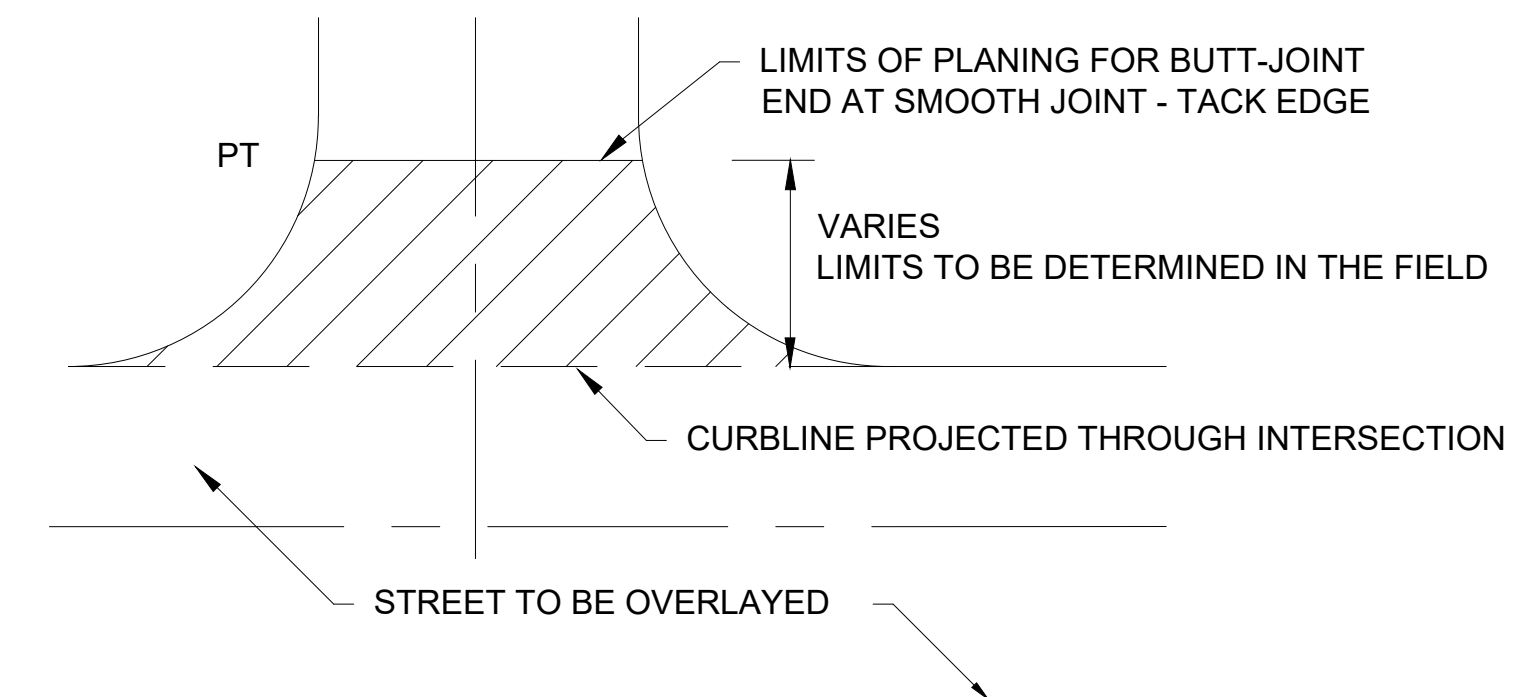 LIMITS OF PLANING FOR BUTT-JOINT
END AT SMOOTH JOINT - TACK EDGE
PT
VARIES
LIMITS TO BE DETERMINED IN THE FIELD
CURBLINE PROJECTED THROUGH INTERSECTION
STREET TO BE OVERLAYED